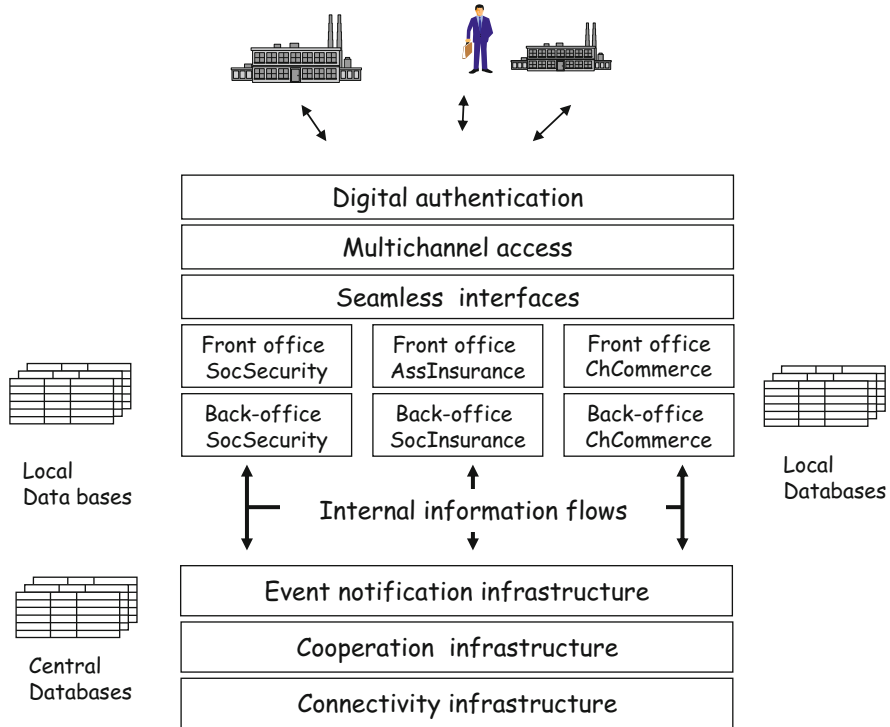 Digital authentication
Multichannel access
Seamless interfaces
Front office
SocSecurity
Front office
AssInsurance
Front office
ChCommerce
Back-office
SocSecurity
Back-office
SocInsurance
Back-office
ChCommerce
Local
Data bases
Local
Databases
Internal information flows
Event notification infrastructure
Cooperation infrastructure
Central
Databases
Connectivity infrastructure